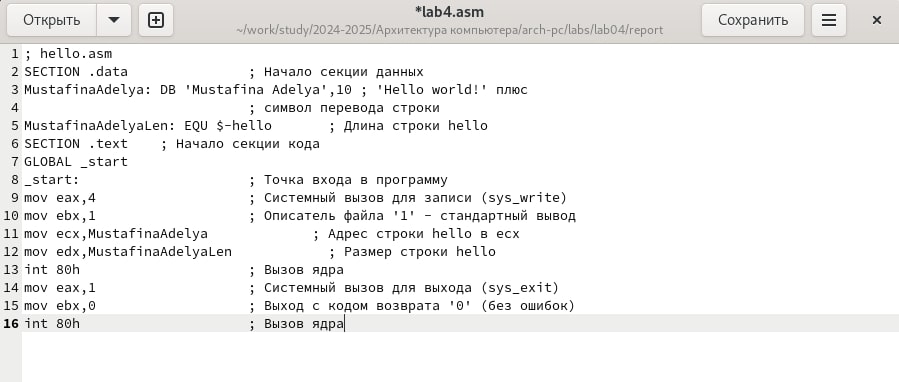 Открыть
*lab4.asm
~/work/study/2024-2025/Архитектура компьютера/arch-pc/labs/lab04/report
Сохранить
1 ; hello.asm
2 SECTION .data ; Начало секции данных
3 MustafinaAdelya: DB 'Mustafina Adelya',10 ; 'Hello world!' плюс
4 ; символ перевода строки
5 MustafinaAdelyaLen: EQU $-hello ; Длина строки hello
6 SECTION .text ; Начало секции кода
7 GLOBAL _start
8 _start: ; Точка входа в программу
9 mov eax,4 ; Системный вызов для записи (sys_write)
10 mov ebx,1 ; Описатель файла '1' - стандартный вывод
11 mov ecx,MustafinaAdelya ; Адрес строки hello в ecx
12 mov edx,MustafinaAdelyaLen ; Размер строки hello
13 int 80h ; Вызов ядра
14 mov eax,1 ; Системный вызов для выхода (sys_exit)
15 mov ebx,0 ; Выход с кодом возврата '0' (без ошибок)
16 int 80h ; Вызов ядра